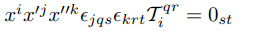 $x^i x'^j x''^k \epsilon_{jqs} \epsilon_{krt} \mathcal{T}_i^{qr} = 0_{st}$